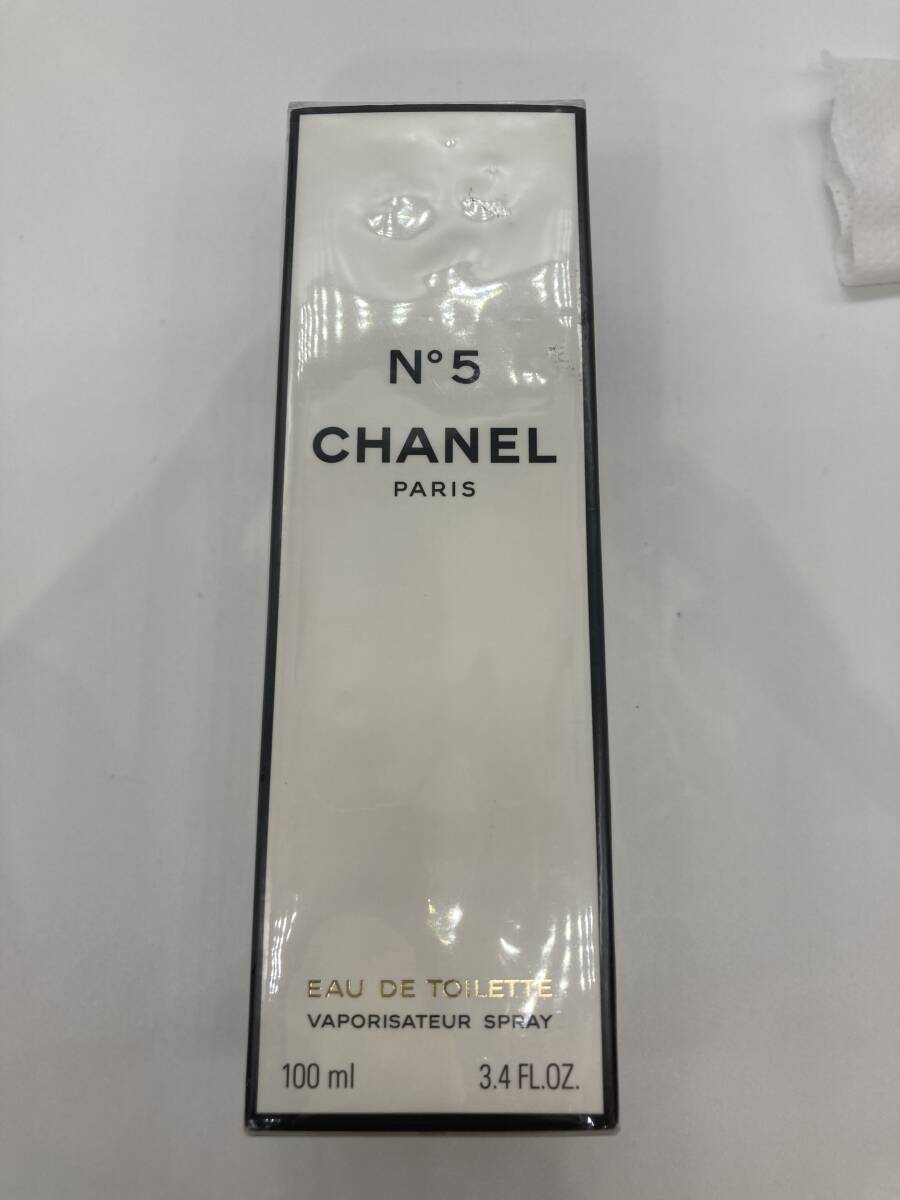 N°5
CHANEL
PARIS
EAU DE TOILETTE
VAPORISATEUR SPRAY
100 ml 3.4 FL.OZ.